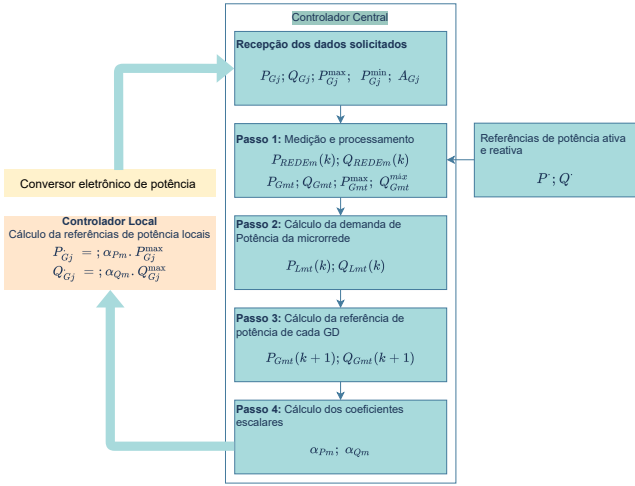 Controlador Central
Recepção dos dados solicitados
P_{Gj}; Q_{Gj}; P_{Gj}^{max}; P_{Gj}^{min}; A_{Gj}
Passo 1: Medição e processamento
P_{REDEm}(k); Q_{REDEm}(k)
P_{Gmt}; Q_{Gmt}; P_{Gmt}^{max}; Q_{Gmt}^{máx}
Referências de potência ativa
e reativa
P^{·}; Q^{·}
Passo 2: Cálculo da demanda de
Potência da microrrede
P_{Lmt}(k); Q_{Lmt}(k)
Passo 3: Cálculo da referência de
potência de cada GD
P_{Gmt}(k + 1); Q_{Gmt}(k + 1)
Passo 4: Cálculo dos coeficientes
escalares
α_{Pm}; α_{Qm}
Conversor eletrônico de potência
Controlador Local
Cálculo da referências de potência locais
P_{Gj}^{·} = ; α_{Pm}. P_{Gj}^{max}
Q_{Gj}^{·} = ; α_{Qm}. Q_{Gj}^{max}